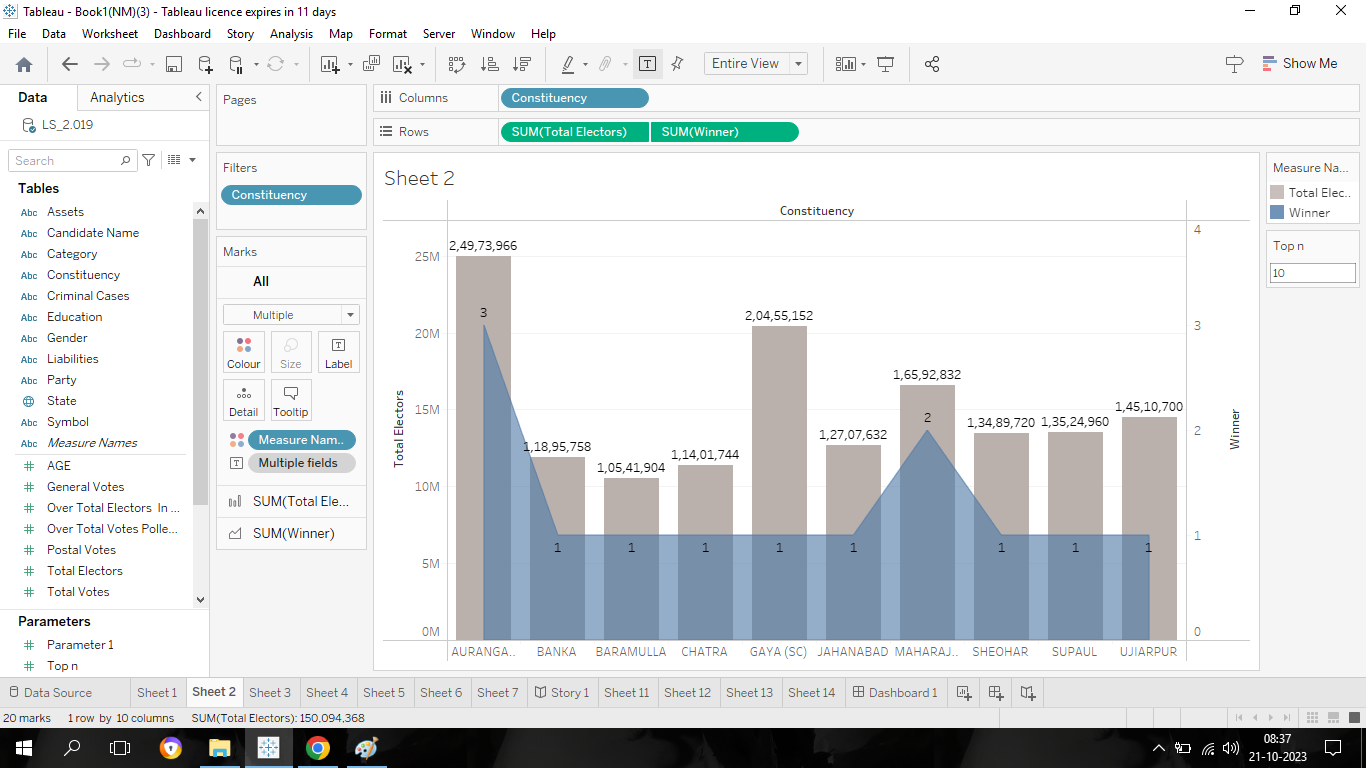 Tableau - Book1(NM)(3) - Tableau licence expires in 11 days
File Data Worksheet Dashboard Story Analysis Map Format Server Window Help
Entire View
Show Me
Data Analytics
LS_2.019
Search
Tables
Abc Assets
Abc Candidate Name
Abc Category
Abc Constituency
Abc Criminal Cases
Abc Education
Abc Gender
Abc Liabilities
Abc Party
State
Abc Symbol
Abc Measure Names
# AGE
# General Votes
# Over Total Electors In ...
# Over Total Votes Polle...
# Postal Votes
# Total Electors
# Total Votes
Parameters
# Parameter 1
# Top n
Pages
Filters
Constituency
Marks
All
Multiple
Colour Size Label
Detail Tooltip
Measure Nam..
Multiple fields
SUM(Total Ele...
SUM(Winner)
Columns Constituency
Rows SUM(Total Electors) SUM(Winner)
Sheet 2
Constituency
Total Electors
25M
20M
15M
10M
5M
0M
2,49,73,966
1,18,95,758
1,05,41,904
1,14,01,744
2,04,55,152
1,27,07,632
1,65,92,832
1,34,89,720
1,35,24,960
1,45,10,700
3 1 1 1 1 1 2 1 1 1
Winner
4
3
2
1
0
AURANGA.. BANKA BARAMULLA CHATRA GAYA (SC) JAHANABAD MAHARAJ.. SHEOHAR SUPAUL UJIARPUR
Measure Na...
Total Elec..
Winner
Top n
10
Data Source Sheet 1 Sheet 2 Sheet 3 Sheet 4 Sheet 5 Sheet 6 Sheet 7 Story 1 Sheet 11 Sheet 12 Sheet 13 Sheet 14 Dashboard 1
20 marks 1 row by 10 columns SUM(Total Electors): 150,094,368
08:37
21-10-2023